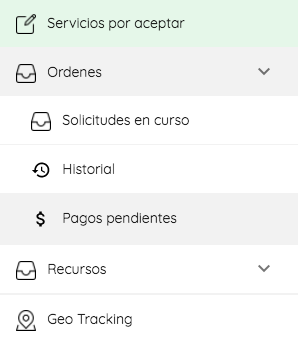 Servicios por aceptar
Ordenes
Solicitudes en curso
Historial
$ Pagos pendientes
Recursos
Geo Tracking